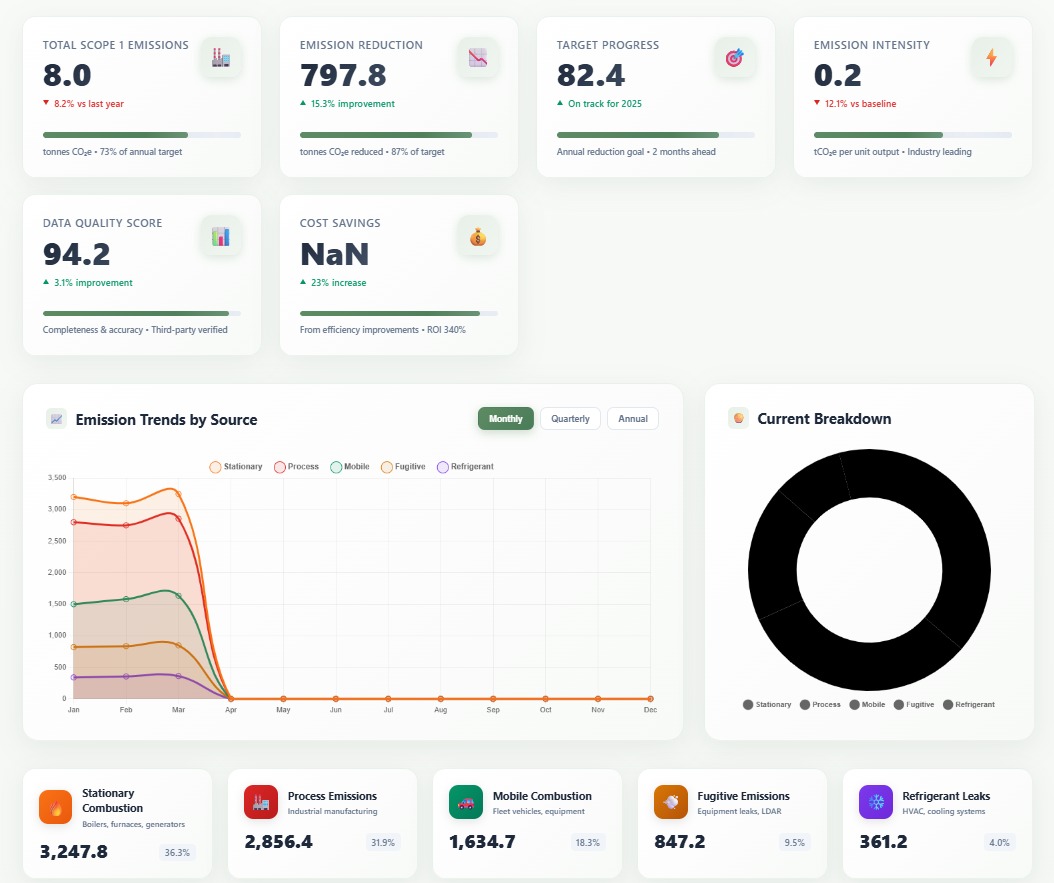 TOTAL SCOPE 1 EMISSIONS
8.0
8.2% vs last year
tonnes CO₂e • 73% of annual target
EMISSION REDUCTION
797.8
15.3% improvement
tonnes CO₂e reduced • 87% of target
TARGET PROGRESS
82.4
On track for 2025
Annual reduction goal • 2 months ahead
EMISSION INTENSITY
0.2
12.1% vs baseline
tCO₂e per unit output • Industry leading
DATA QUALITY SCORE
94.2
3.1% improvement
Completeness & accuracy • Third-party verified
COST SAVINGS
NaN
23% increase
From efficiency improvements • ROI 340%
Emission Trends by Source
Monthly Quarterly Annual
Stationary Process Mobile Fugitive Refrigerant
3,500
3,000
2,500
2,000
1,500
1,000
500
0
Jan Feb Mar Apr May Jun Jul Aug Sep Oct Nov Dec
Current Breakdown
Stationary Process Mobile Fugitive Refrigerant
Stationary
Combustion
Boilers, furnaces, generators
3,247.8 36.3%
Process Emissions
Industrial manufacturing
2,856.4 31.9%
Mobile Combustion
Fleet vehicles, equipment
1,634.7 18.3%
Fugitive Emissions
Equipment leaks, LDAR
847.2 9.5%
Refrigerant Leaks
HVAC, cooling systems
361.2 4.0%